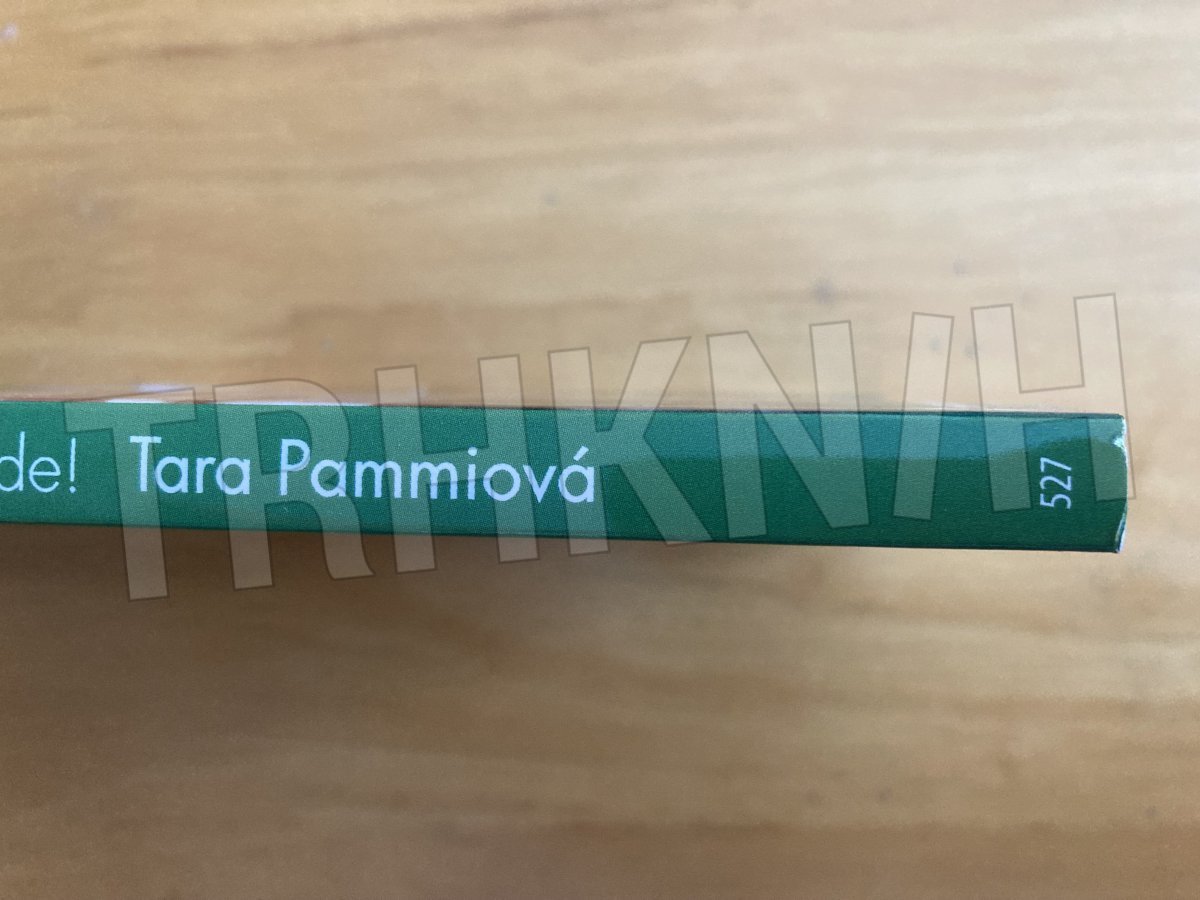 de! Tara Pammiová
527
TRHKNIH